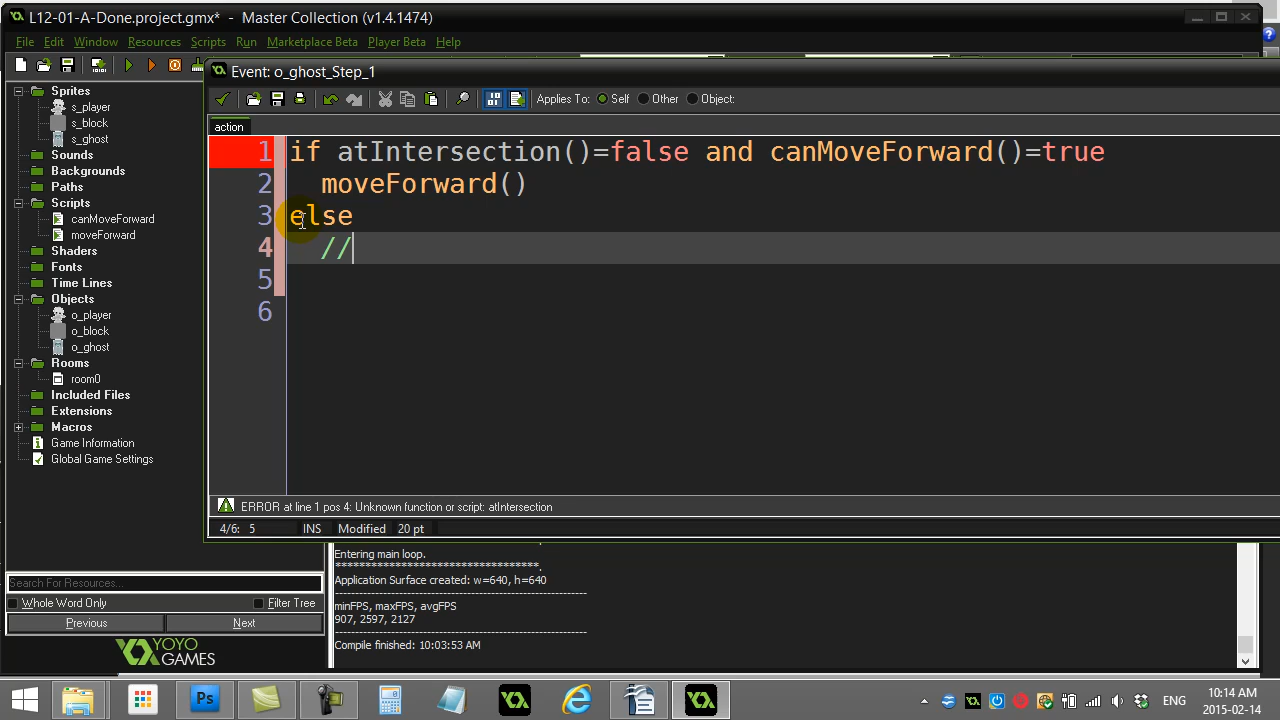 L12-01-A-Done.project.gmx* - Master Collection (v1.4.1474)
File Edit Window Resources Scripts Run Marketplace Beta Player Beta Help
Event: o_ghost_Step_1
Applies To: Self Other Object:
action
1 if atIntersection()=false and canMoveForward()=true
2 moveForward()
3 else
4 //
5
6
ERROR at line 1 pos 4: Unknown function or script: atIntersection
4/6: 5 INS Modified 20 pt
Sprites
s_player
s_block
s_ghost
Sounds
Backgrounds
Paths
Scripts
canMoveForward
moveForward
Shaders
Fonts
Time Lines
Objects
o_player
o_block
o_ghost
Rooms
room0
Included Files
Extensions
Macros
Game Information
Global Game Settings
Search For Resources...
Whole Word Only Filter Tree
Previous Next
YOYO
GAMES
Entering main loop.
*********************************.
Application Surface created: w=640, h=640
minFPS, maxFPS, avgFPS
907, 2597, 2127
Compile finished: 10:03:53 AM
Ps
ENG
10:14 AM
2015-02-14